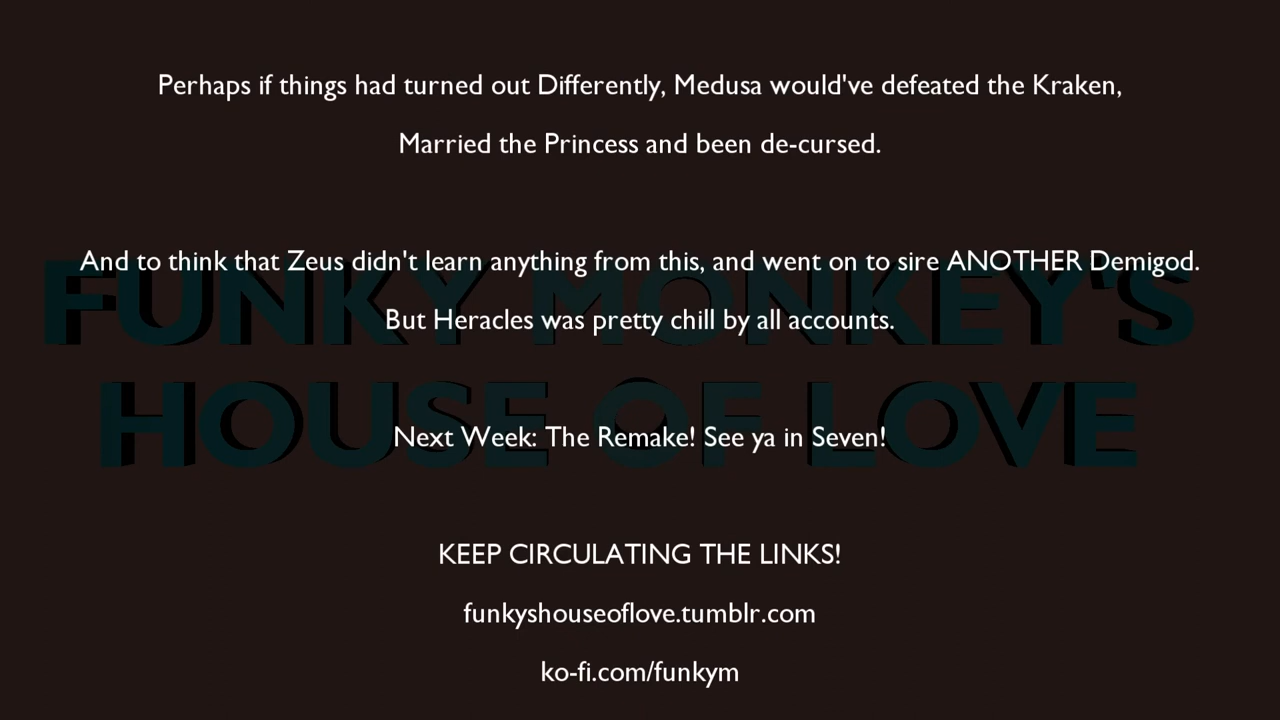 Perhaps if things had turned out Differently, Medusa would've defeated the Kraken,
Married the Princess and been de-cursed.
And to think that Zeus didn't learn anything from this, and went on to sire ANOTHER Demigod.
FUNKY MONKEY'S
But Heracles was pretty chill by all accounts.
HOUSE OF LOVE
Next Week: The Remake! See ya in Seven!
KEEP CIRCULATING THE LINKS!
funkyshouseoflove.tumblr.com
ko-fi.com/funkym